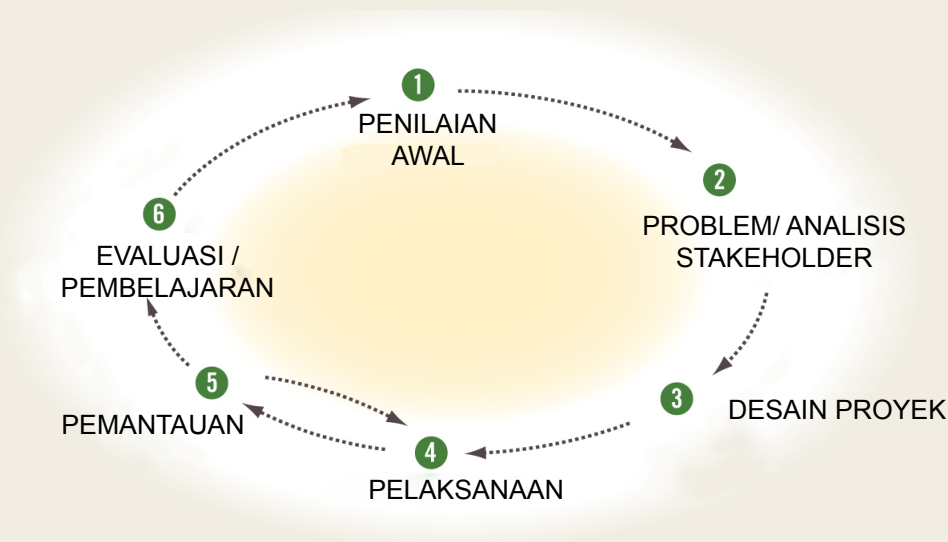 1
PENILAIAN
AWAL
2
PROBLEM/ ANALISIS
STAKEHOLDER
3
DESAIN PROYEK
4
PELAKSANAAN
5
PEMANTAUAN
6
EVALUASI /
PEMBELAJARAN